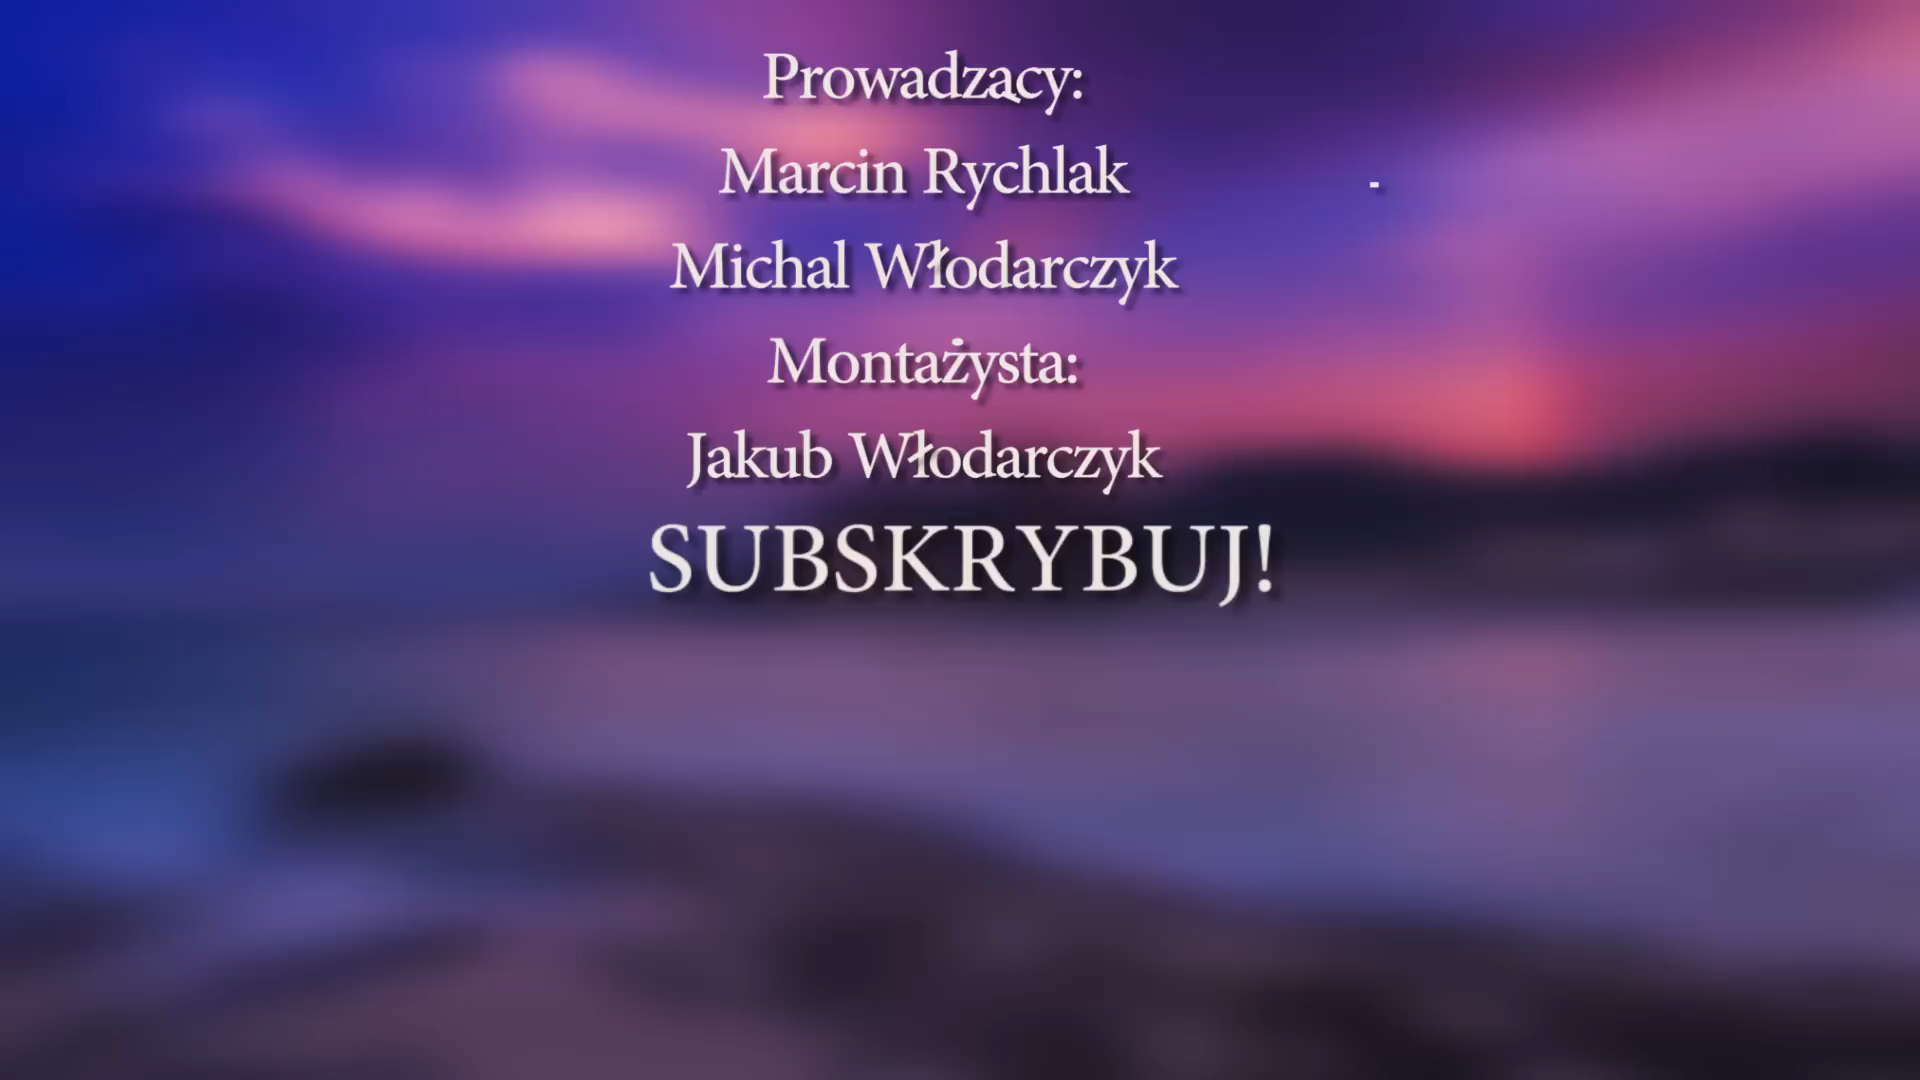 Prowadzący:
Marcin Rychlak
-
Michal Włodarczyk
Montażysta:
Jakub Włodarczyk
SUBSKRYBUJ!